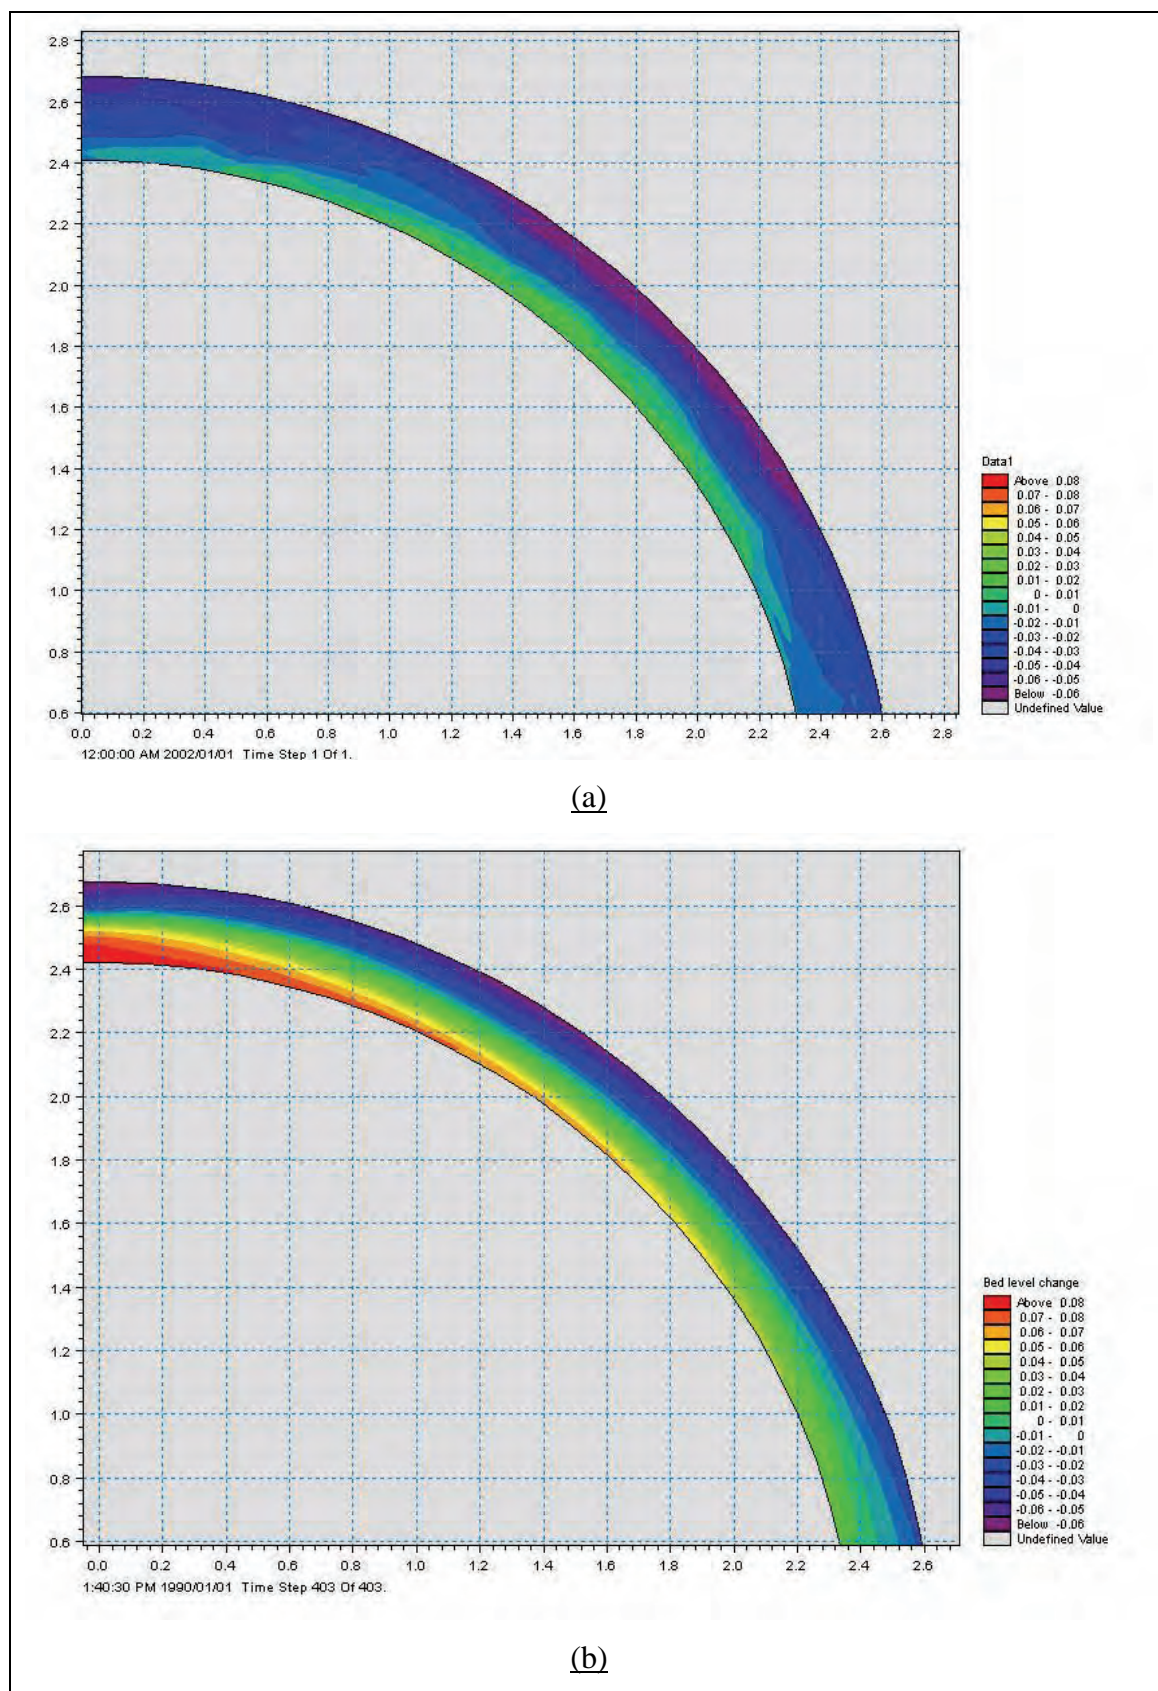 2.8
2.6
2.4
2.2
2.0
1.8
1.6
1.4
1.2
1.0
0.8
0.6
0.0 0.2 0.4 0.6 0.8 1.0 1.2 1.4 1.6 1.8 2.0 2.2 2.4 2.6 2.8
12:00:00 AM 2002/01/01 Time Step 1 Of 1.
Data1
Above 0.08
0.07 - 0.08
0.06 - 0.07
0.05 - 0.06
0.04 - 0.05
0.03 - 0.04
0.02 - 0.03
0.01 - 0.02
0 - 0.01
-0.01 - 0
-0.02 - -0.01
-0.03 - -0.02
-0.04 - -0.03
-0.05 - -0.04
-0.06 - -0.05
Below -0.06
Undefined Value
(a)
2.6
2.4
2.2
2.0
1.8
1.6
1.4
1.2
1.0
0.8
0.6
0.0 0.2 0.4 0.6 0.8 1.0 1.2 1.4 1.6 1.8 2.0 2.2 2.4 2.6
1:40:30 PM 1990/01/01 Time Step 403 Of 403.
Bed level change
Above 0.08
0.07 - 0.08
0.06 - 0.07
0.05 - 0.06
0.04 - 0.05
0.03 - 0.04
0.02 - 0.03
0.01 - 0.02
0 - 0.01
-0.01 - 0
-0.02 - -0.01
-0.03 - -0.02
-0.04 - -0.03
-0.05 - -0.04
-0.06 - -0.05
Below -0.06
Undefined Value
(b)